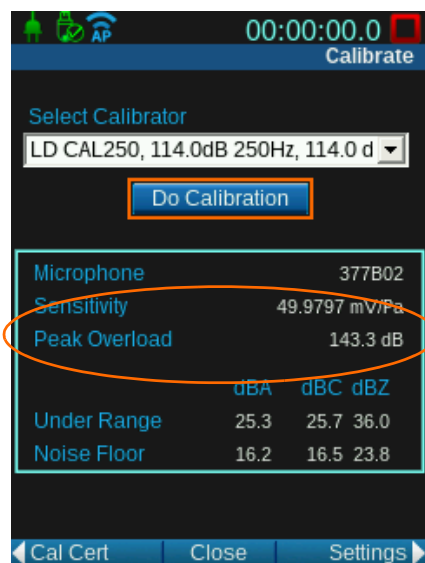 AP 00:00:00.0
Calibrate
Select Calibrator
LD CAL250, 114.0dB 250Hz, 114.0 d
Do Calibration
Microphone 377B02
Sensitivity 49.9797 mV/Pa
Peak Overload 143.3 dB
dBA dBC dBZ
Under Range 25.3 25.7 36.0
Noise Floor 16.2 16.5 23.8
Cal Cert Close Settings